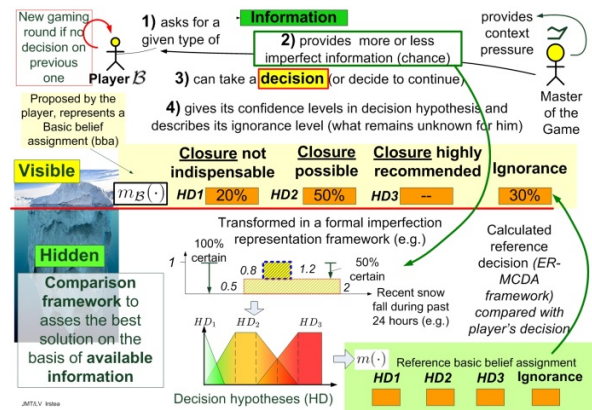 New gaming
round if no
decision on
previous
one
Player B
1) asks for a
given type of
Information
2) provides more or less
imperfect information (chance)
provides
context
pressure
3) can take a decision (or decide to continue)
Master
of the
Game
4) gives its confidence levels in decision hypothesis and
describes its ignorance level (what remains unknown for him)
Proposed by the
player, represents a
Basic belief
assignment (bba)
Visible
m_B(·)
Closure not
indispensable
HD1 20%
Closure
possible
HD2 50%
Closure highly
recommended
HD3 --
Ignorance
30%
Hidden
Comparison
framework to
asses the best
solution on the
basis of available
information
Transformed in a formal imperfection
representation framework (e.g.)
100%
certain
1
0.8
1.2
50%
certain
0.5
2
Recent snow
fall during past
24 hours (e.g.)
HD1 HD2 HD3
Decision hypotheses (HD)
Calculated
reference
decision (ER-
MCDA
framework)
compared with
player's decision
m(·)
Reference basic belief assignment
HD1 HD2 HD3 Ignorance
JMT/LV Irstea